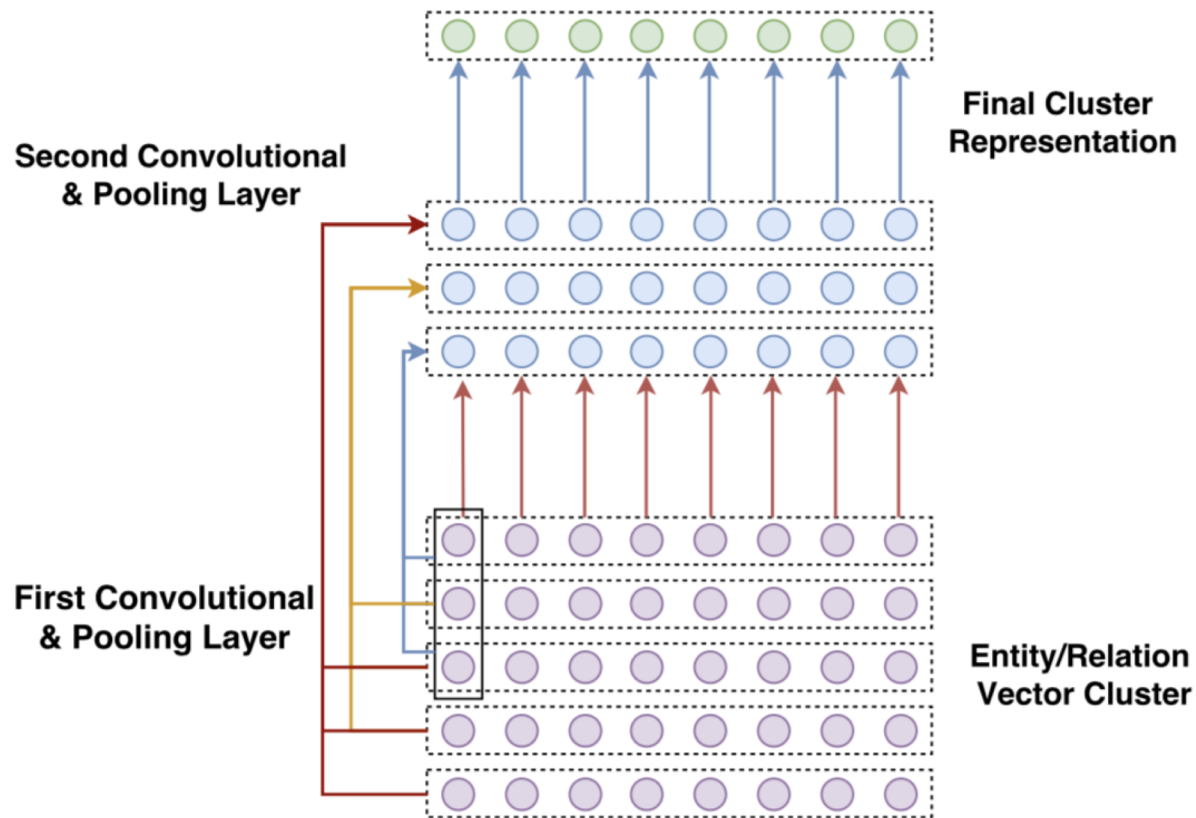 Final Cluster
Representation
Second Convolutional
& Pooling Layer
First Convolutional
& Pooling Layer
Entity/Relation
Vector Cluster